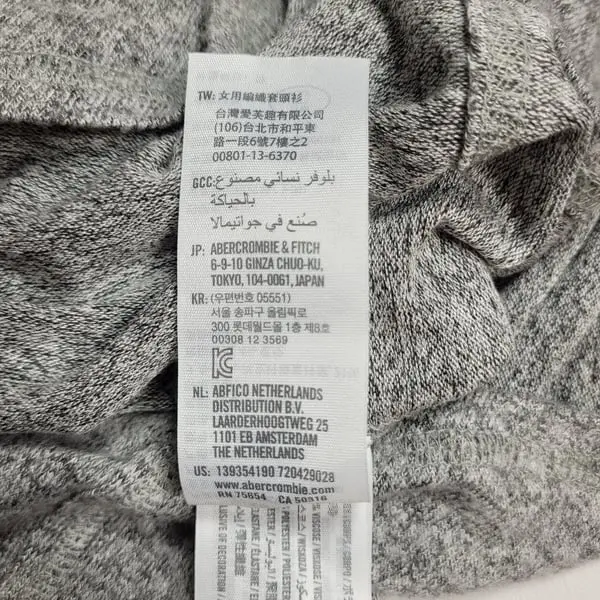 TW: 女用編織套頭衫
台灣愛芙趣有限公司
(106)台北市和平東
路一段6號7樓之2
00801-13-6370
GCC: بلوفر نسائي مصنوع
بالحياكة
صُنع في جواتيمالا
JP: ABERCROMBIE & FITCH
6-9-10 GINZA CHUO-KU,
TOKYO, 104-0061, JAPAN
KR: (우편번호 05551)
서울 송파구 올림픽로
300 롯데월드몰 1층 제8호
00308 12 3569
NL: ABFICO NETHERLANDS
DISTRIBUTION B.V.
LAARDERHOOGTWEG 25
1101 EB AMSTERDAM
THE NETHERLANDS
US: 139354190 720429028
www.abercrombie.com
RN 75654 CA 50316